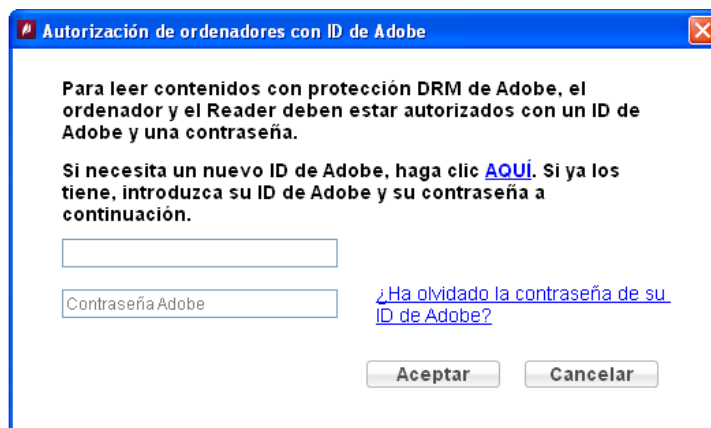 Autorización de ordenadores con ID de Adobe
Para leer contenidos con protección DRM de Adobe, el
ordenador y el Reader deben estar autorizados con un ID de
Adobe y una contraseña.
Si necesita un nuevo ID de Adobe, haga clic AQUÍ. Si ya los
tiene, introduzca su ID de Adobe y su contraseña a
continuación.
Contraseña Adobe
¿Ha olvidado la contraseña de su
ID de Adobe?
Aceptar Cancelar